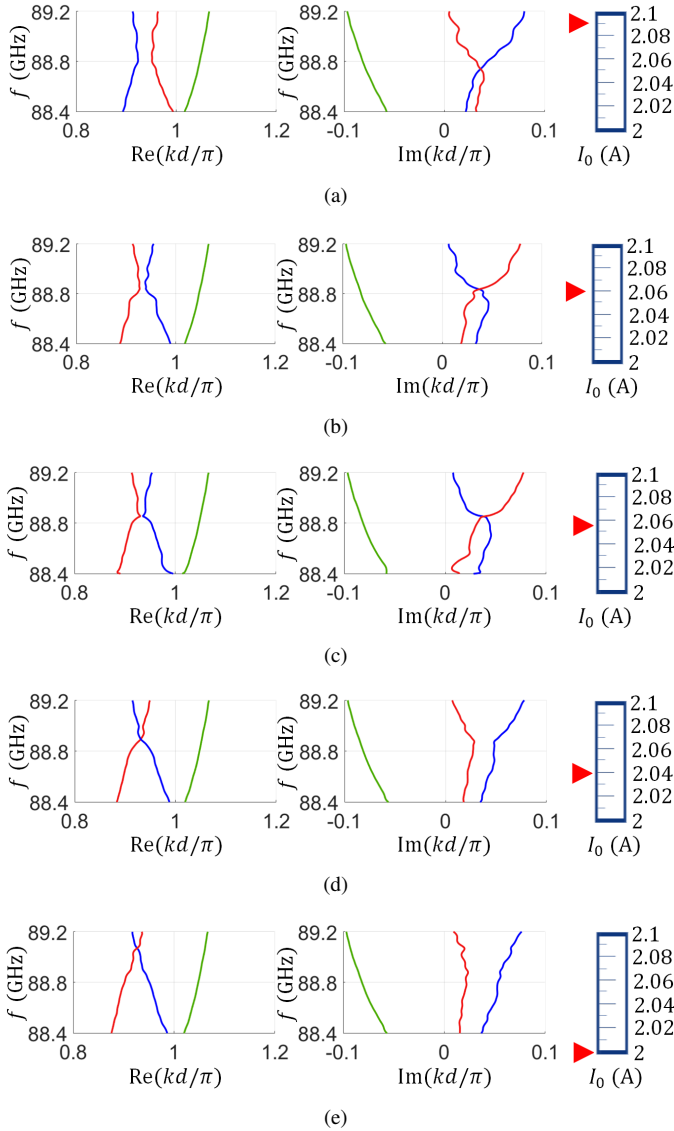 89.2
88.8
88.4
f (GHz)
0.8 1 1.2
Re(kd/π)
89.2
88.8
88.4
f (GHz)
-0.1 0 0.1
Im(kd/π)
2.1
2.08
2.06
2.04
2.02
2
I₀ (A)
(a)
89.2
88.8
88.4
f (GHz)
0.8 1 1.2
Re(kd/π)
89.2
88.8
88.4
f (GHz)
-0.1 0 0.1
Im(kd/π)
2.1
2.08
2.06
2.04
2.02
2
I₀ (A)
(b)
89.2
88.8
88.4
f (GHz)
0.8 1 1.2
Re(kd/π)
89.2
88.8
88.4
f (GHz)
-0.1 0 0.1
Im(kd/π)
2.1
2.08
2.06
2.04
2.02
2
I₀ (A)
(c)
89.2
88.8
88.4
f (GHz)
0.8 1 1.2
Re(kd/π)
89.2
88.8
88.4
f (GHz)
-0.1 0 0.1
Im(kd/π)
2.1
2.08
2.06
2.04
2.02
2
I₀ (A)
(d)
89.2
88.8
88.4
f (GHz)
0.8 1 1.2
Re(kd/π)
89.2
88.8
88.4
f (GHz)
-0.1 0 0.1
Im(kd/π)
2.1
2.08
2.06
2.04
2.02
2
I₀ (A)
(e)